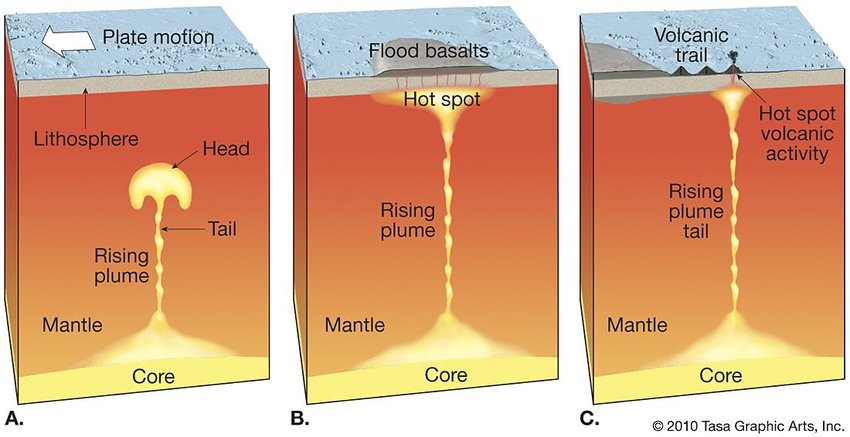 Plate motion
Lithosphere
Head
Tail
Rising
plume
Mantle
Core
A.
Flood basalts
Hot spot
Rising
plume
Mantle
Core
B.
Volcanic
trail
Hot spot
volcanic
activity
Rising
plume
tail
Mantle
Core
C.
© 2010 Tasa Graphic Arts, Inc.